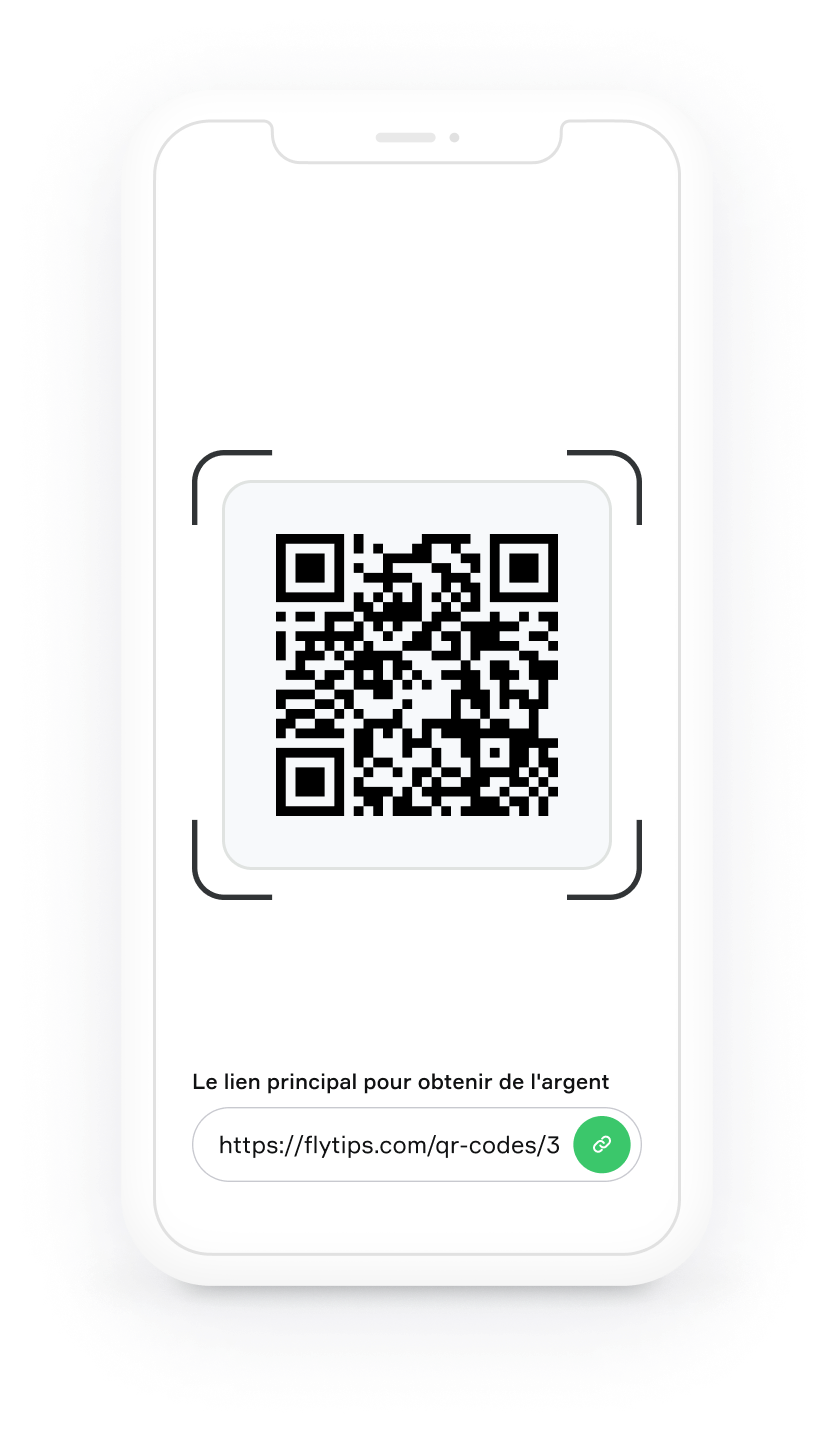 Le lien principal pour obtenir de l'argent
https://flytips.com/qr-codes/3